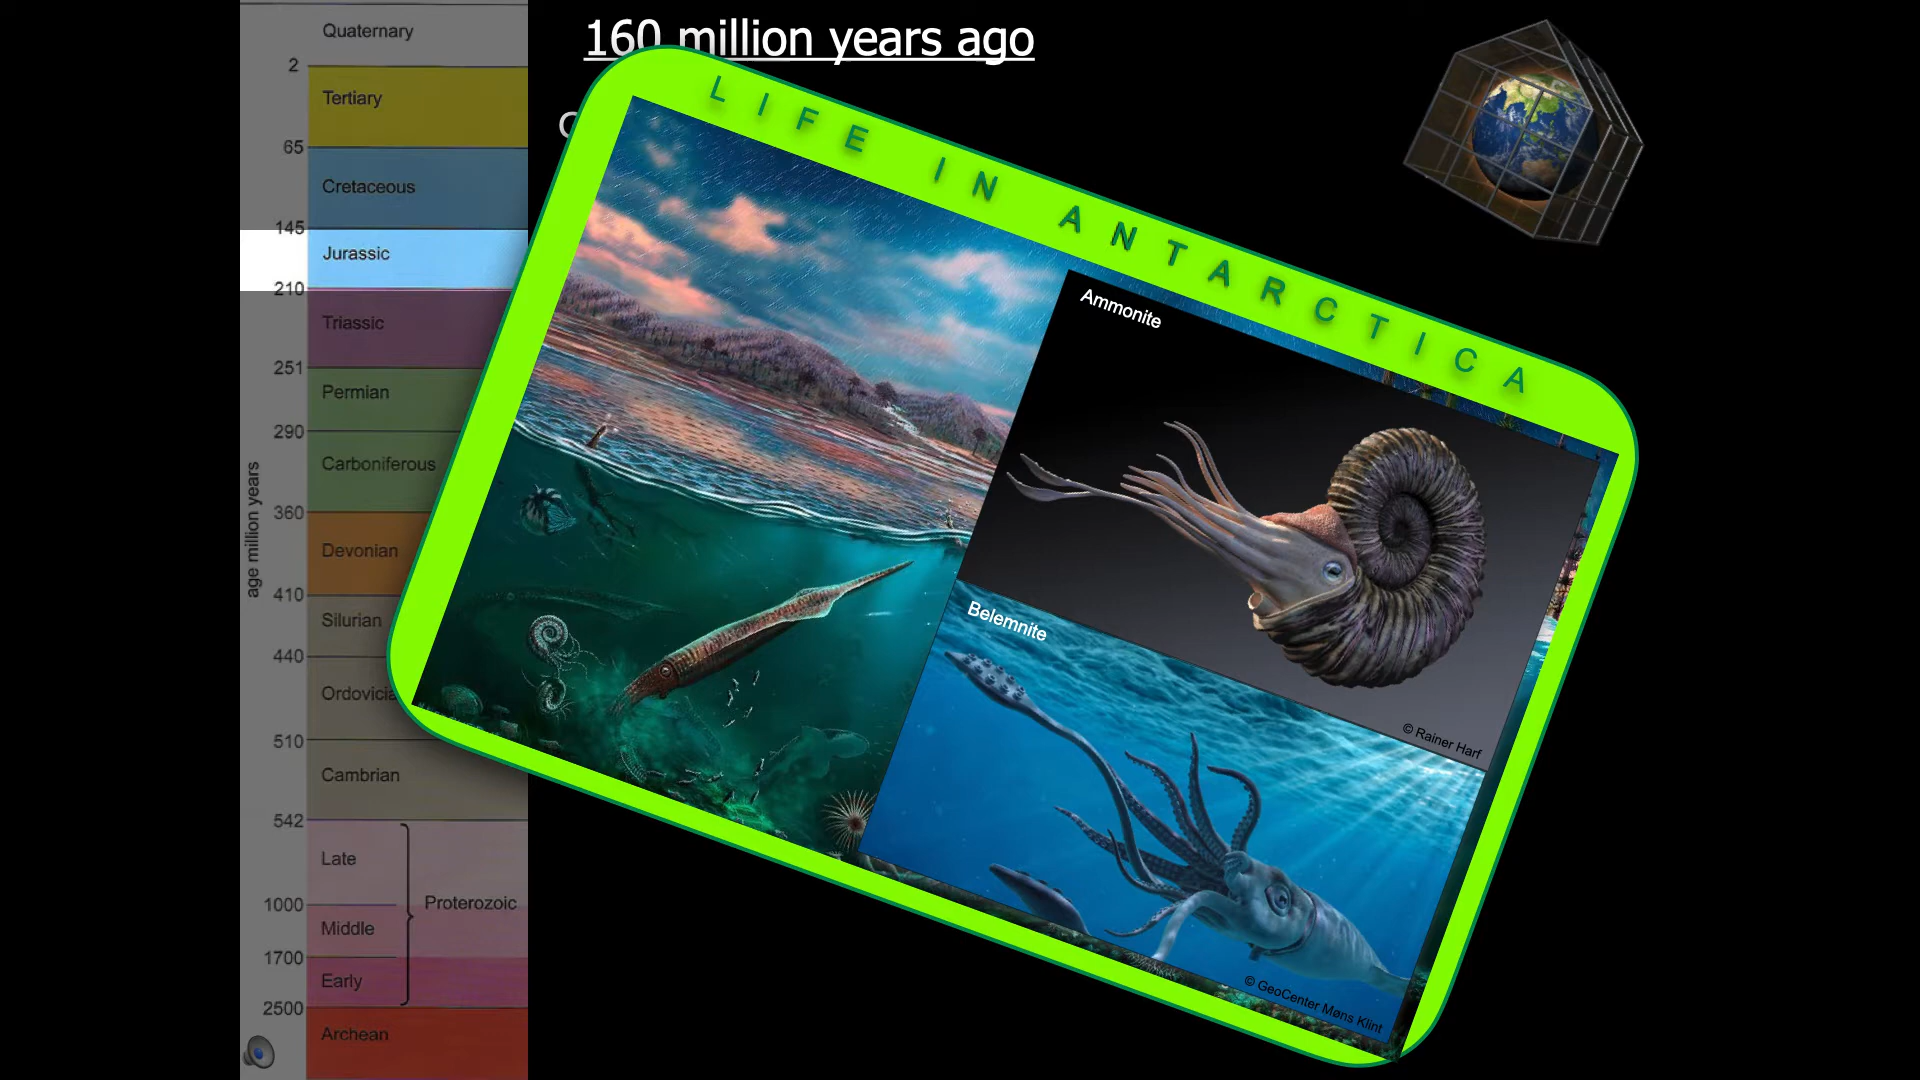 160 million years ago
LIFE IN ANTARCTICA
Ammonite
© Rainer Harf
Belemnite
© GeoCenter Møns Klint
age million years
Quaternary
2
Tertiary
65
Cretaceous
145
Jurassic
210
Triassic
251
Permian
290
Carboniferous
360
Devonian
410
Silurian
440
Ordovicia
510
Cambrian
542
Late
1000
Proterozoic
Middle
1700
Early
2500
Archean